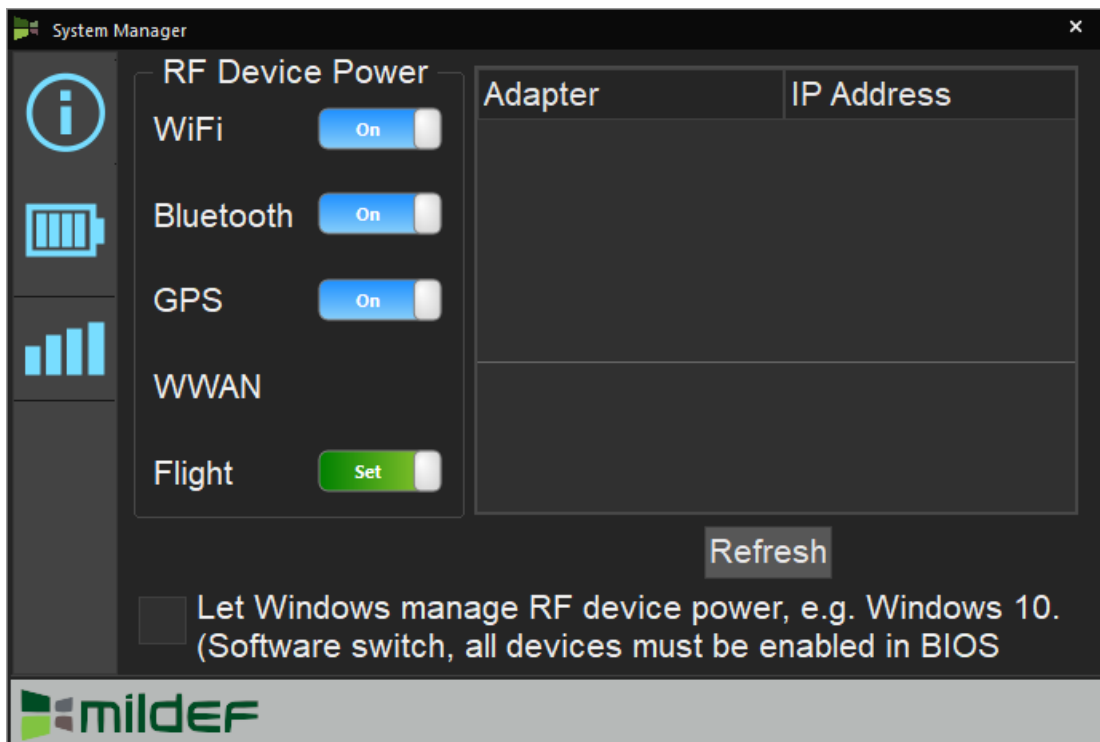 System Manager
RF Device Power
WiFi On
Bluetooth On
GPS On
WWAN
Flight Set
Adapter IP Address
Refresh
Let Windows manage RF device power, e.g. Windows 10.
(Software switch, all devices must be enabled in BIOS
mildef